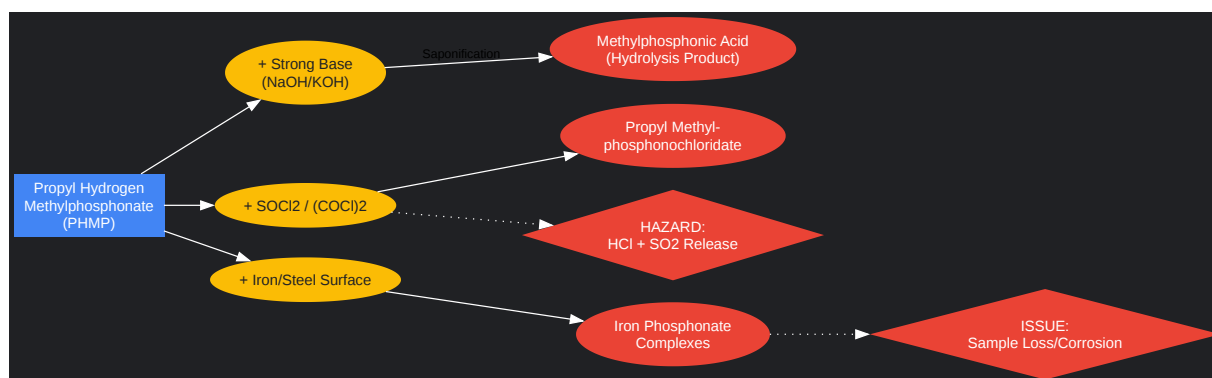 Propyl Hydrogen
Methylphosphonate
(PHMP)
+ Strong Base
(NaOH/KOH)
Saponification
Methylphosphonic Acid
(Hydrolysis Product)
+ SOCl2 / (COCl)2
Propyl Methyl-
phosphonochloridate
HAZARD:
HCl + SO2 Release
+ Iron/Steel Surface
Iron Phosphonate
Complexes
ISSUE:
Sample Loss/Corrosion